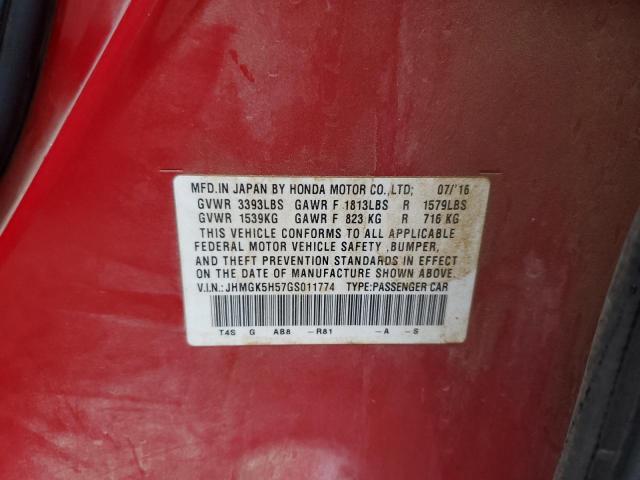 MFD.IN JAPAN BY HONDA MOTOR CO.,LTD; 07/'16
GVWR 3393LBS GAWR F 1813LBS R 1579LBS
GVWR 1539KG GAWR F 823 KG R 716 KG
THIS VEHICLE CONFORMS TO ALL APPLICABLE
FEDERAL MOTOR VEHICLE SAFETY ,BUMPER,
AND THEFT PREVENTION STANDARDS IN EFFECT
ON THE DATE OF MANUFACTURE SHOWN ABOVE.
V.I.N.:JHMGK5H57GS011774 TYPE:PASSENGER CAR
T4S G AB8 -R81 -A -S